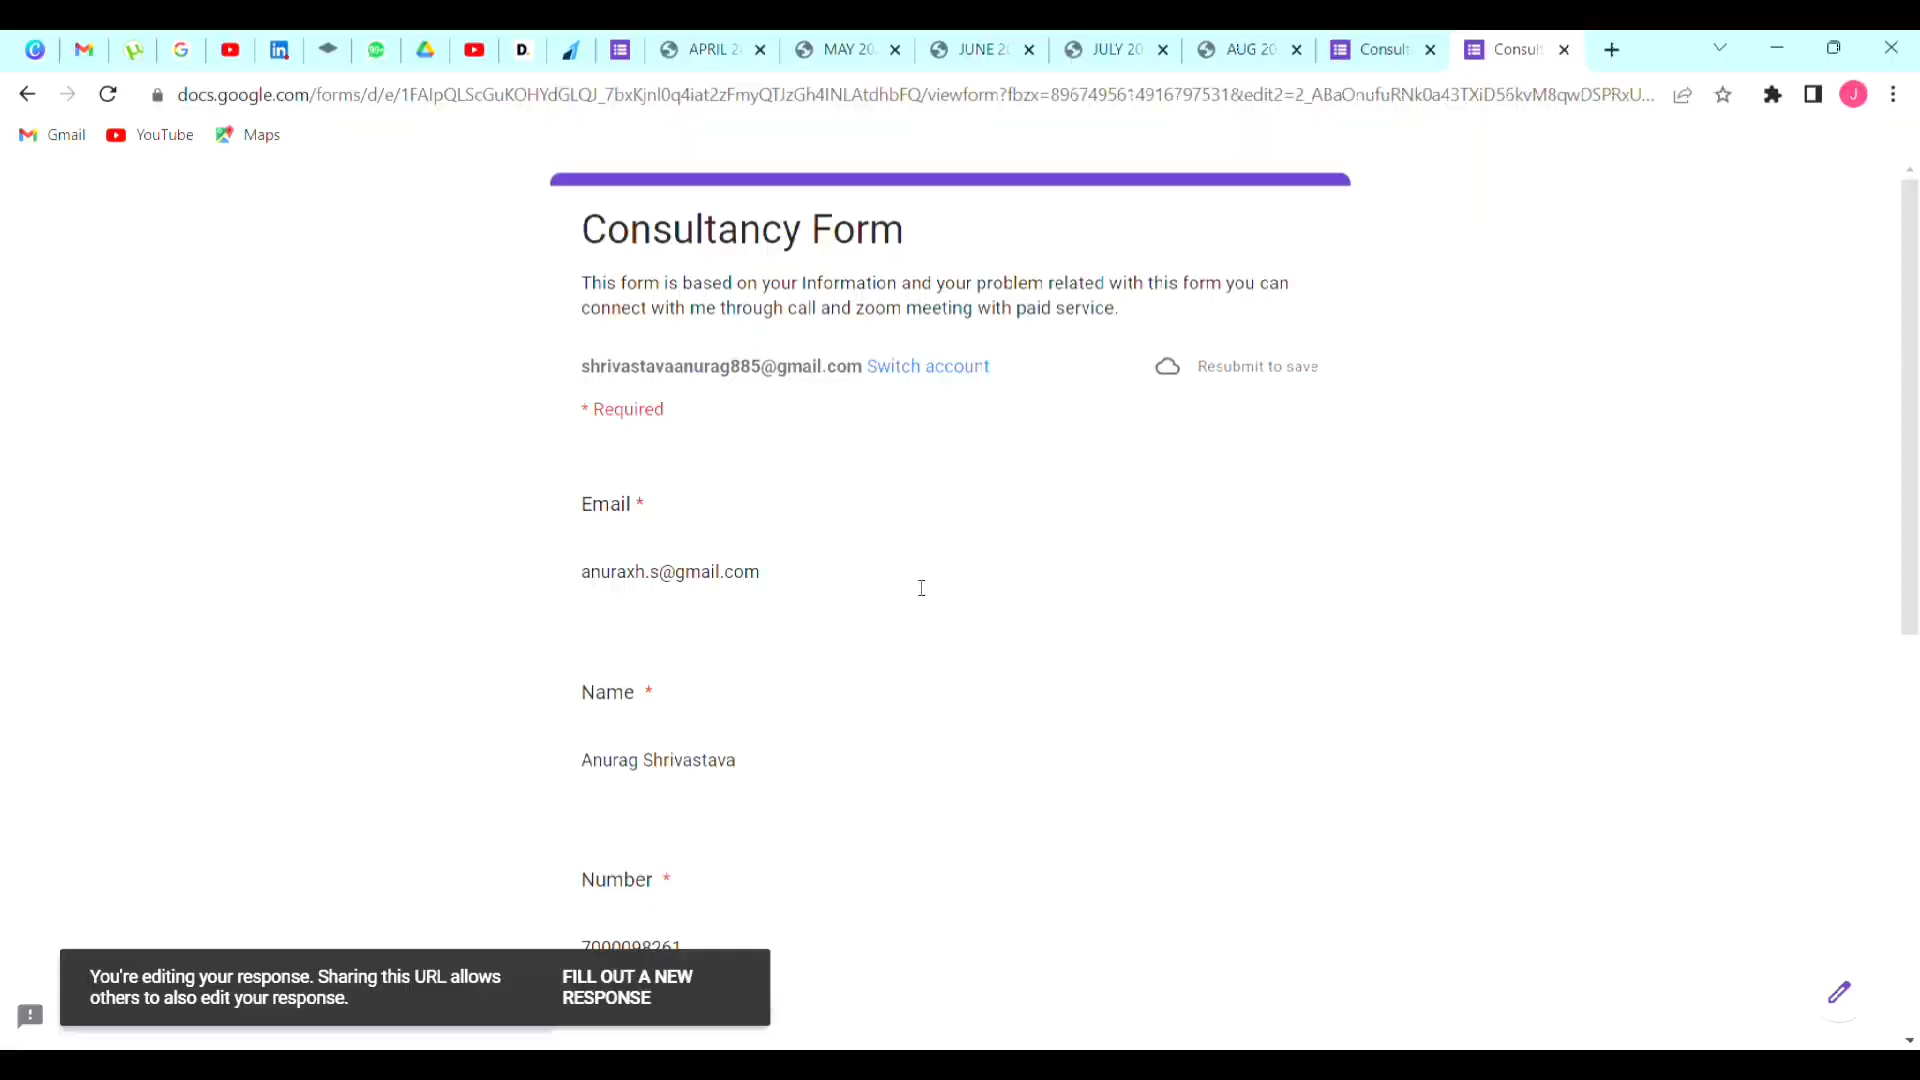 APRIL 2
MAY 20
JUNE 2
JULY 20
AUG 20
Consul
Consul
docs.google.com/forms/d/e/1FAIpQLScGuKOHYdGLQJ_7bxKjnl0q4iat2zFmyQTJzGh4INLAtdhbFQ/viewform?fbzx=8967495614916797531&edit2=2_ABaOnufuRNk0a43TXiD56kvM8qwDSPRxU...
J
Gmail
YouTube
Maps
Consultancy Form
This form is based on your Information and your problem related with this form you can
connect with me through call and zoom meeting with paid service.
shrivastavaanurag885@gmail.com Switch account
Resubmit to save
* Required
Email *
anuraxh.s@gmail.com
Name *
Anurag Shrivastava
Number *
7000098261
You're editing your response. Sharing this URL allows
others to also edit your response.
FILL OUT A NEW
RESPONSE